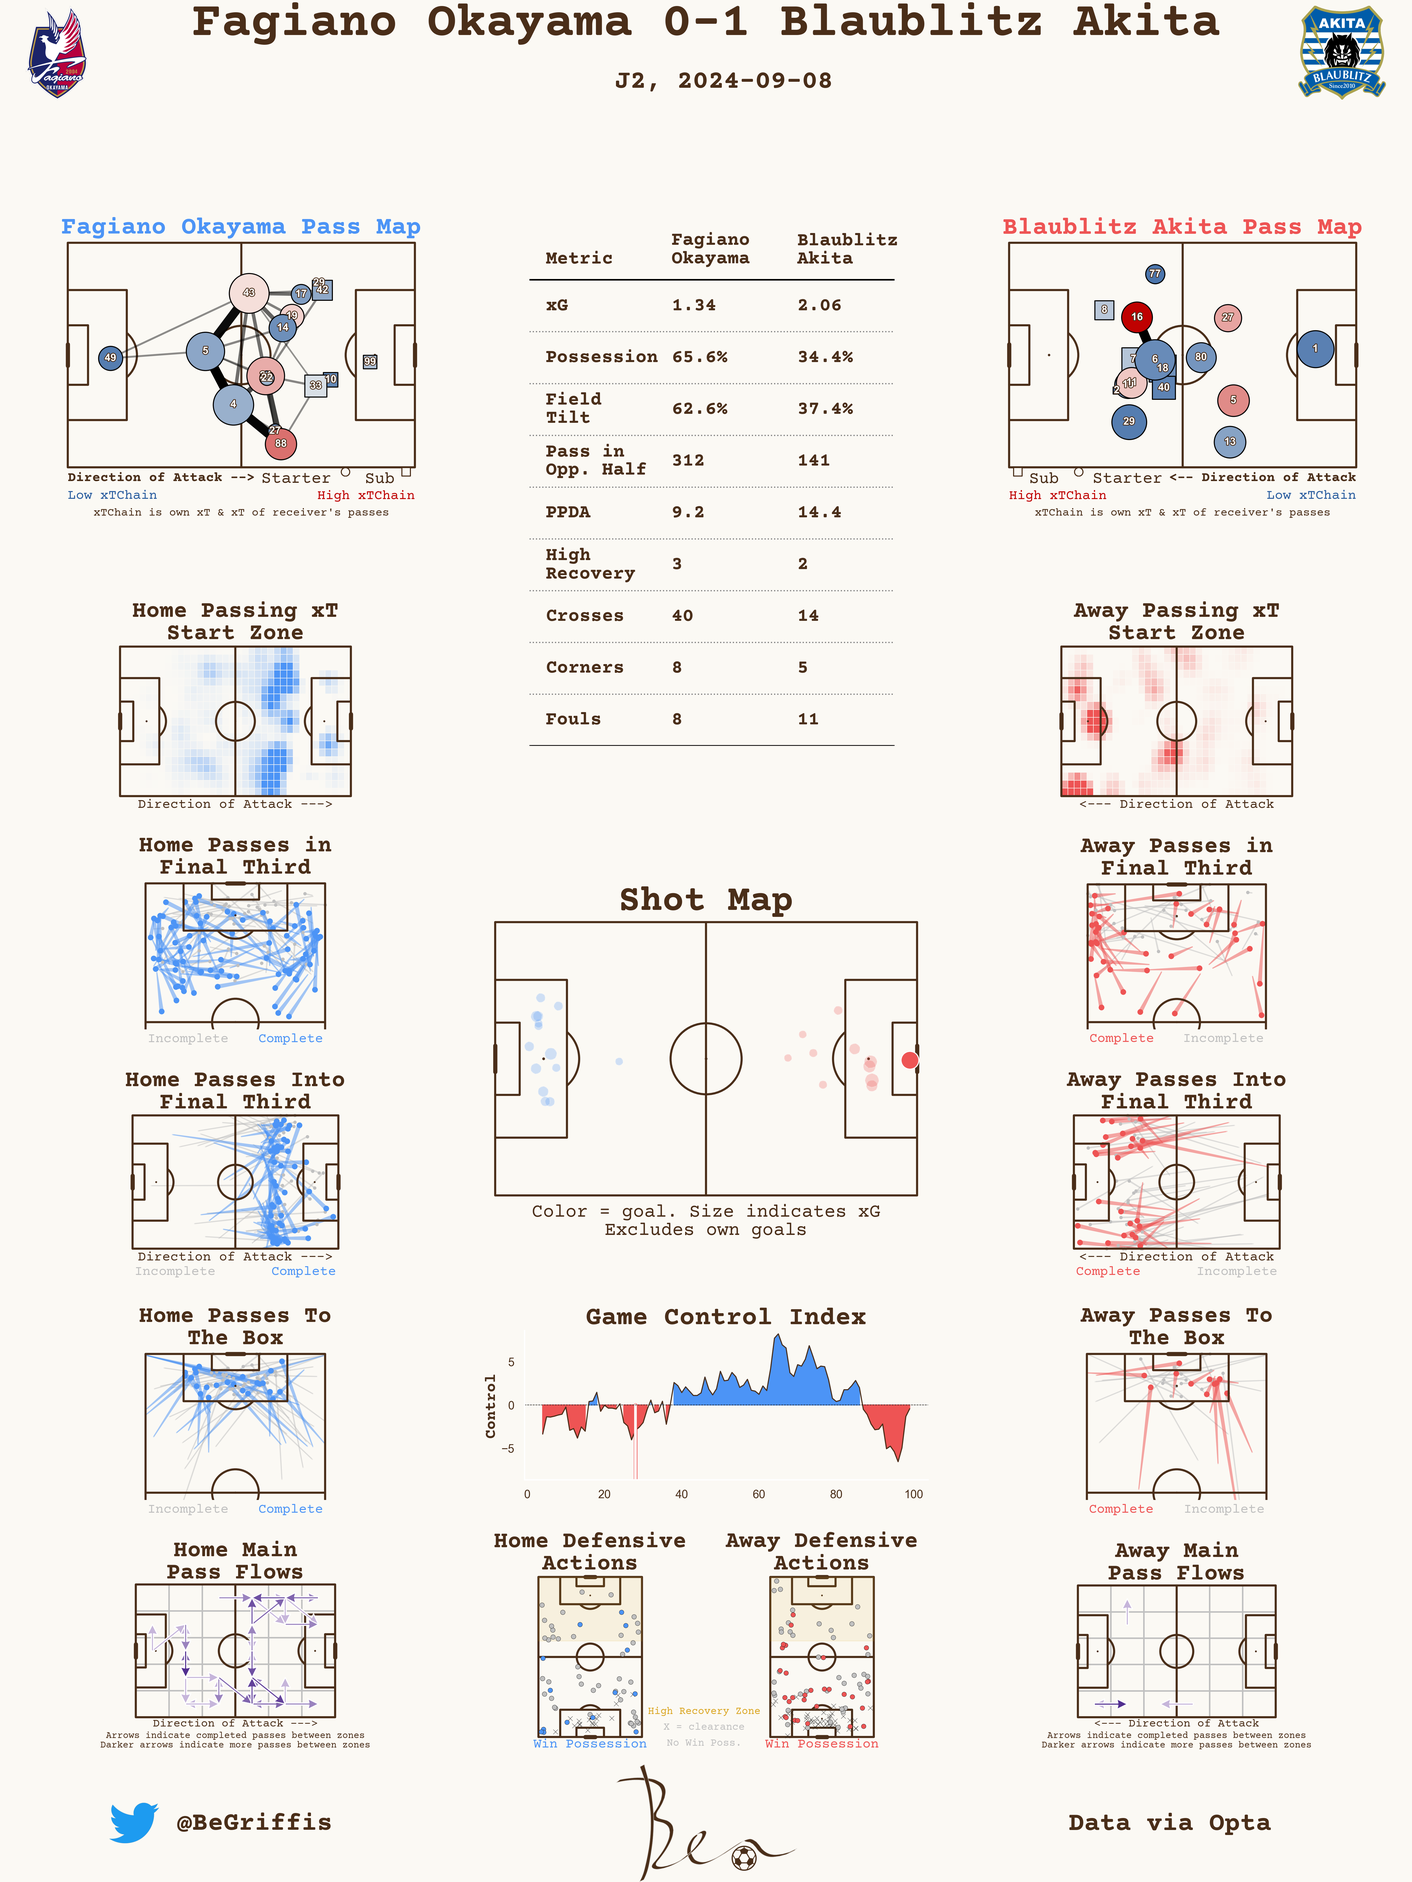 Fagiano Okayama 0-1 Blaublitz Akita
J2, 2024-09-08
Fagiano
OKAYAMA
AKITA
BLAUBLITZ
Since2010
Fagiano Okayama Pass Map
43
29
42
17
19
14
5
49
22
99
33
10
4
27
88
Direction of Attack --> Starter Sub
Low xTChain High xTChain
xTChain is own xT & xT of receiver's passes
Metric Fagiano Okayama Blaublitz Akita
xG 1.34 2.06
Possession 65.6% 34.4%
Field Tilt 62.6% 37.4%
Pass in Opp. Half 312 141
PPDA 9.2 14.4
High Recovery 3 2
Crosses 40 14
Corners 8 5
Fouls 8 11
Blaublitz Akita Pass Map
77
8
16
27
7
6
80
1
18
11
40
2
5
29
13
Sub Starter <-- Direction of Attack
High xTChain Low xTChain
xTChain is own xT & xT of receiver's passes
Home Passing xT
Start Zone
Direction of Attack --->
Away Passing xT
Start Zone
<--- Direction of Attack
Home Passes in
Final Third
Incomplete Complete
Away Passes in
Final Third
Complete Incomplete
Shot Map
Color = goal. Size indicates xG
Excludes own goals
Home Passes Into
Final Third
Direction of Attack --->
Incomplete Complete
Away Passes Into
Final Third
<--- Direction of Attack
Complete Incomplete
Home Passes To
The Box
Incomplete Complete
Game Control Index
Control
5
0
−5
0 20 40 60 80 100
Away Passes To
The Box
Complete Incomplete
Home Main
Pass Flows
Direction of Attack --->
Arrows indicate completed passes between zones
Darker arrows indicate more passes between zones
Home Defensive
Actions
Win Possession
High Recovery Zone
X = clearance
No Win Poss.
Away Defensive
Actions
Win Possession
Away Main
Pass Flows
<--- Direction of Attack
Arrows indicate completed passes between zones
Darker arrows indicate more passes between zones
@BeGriffis
Ben
Data via Opta